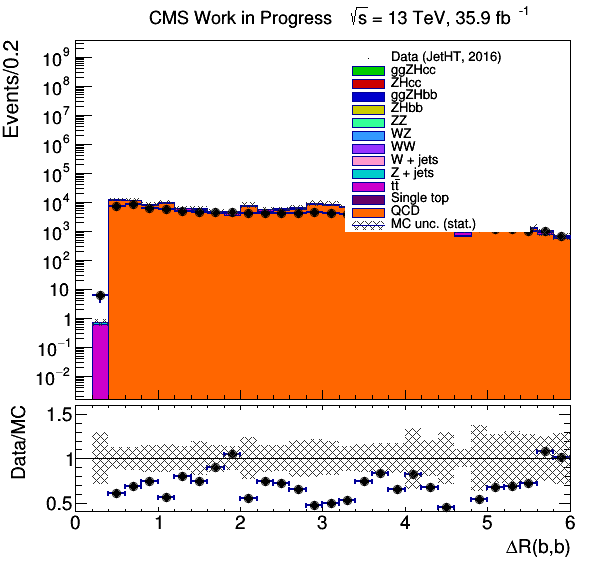 CMS Work in Progress √s = 13 TeV, 35.9 fb⁻¹
Events/0.2
10⁹
10⁸
10⁷
10⁶
10⁵
10⁴
10³
10²
10
1
10⁻¹
10⁻²
Data (JetHT, 2016)
ggZHcc
ZHcc
ggZHbb
ZHbb
ZZ
WZ
WW
W + jets
Z + jets
tt̄
Single top
QCD
MC unc. (stat.)
Data/MC
1.5
1
0.5
0 1 2 3 4 5 6
ΔR(b,b)